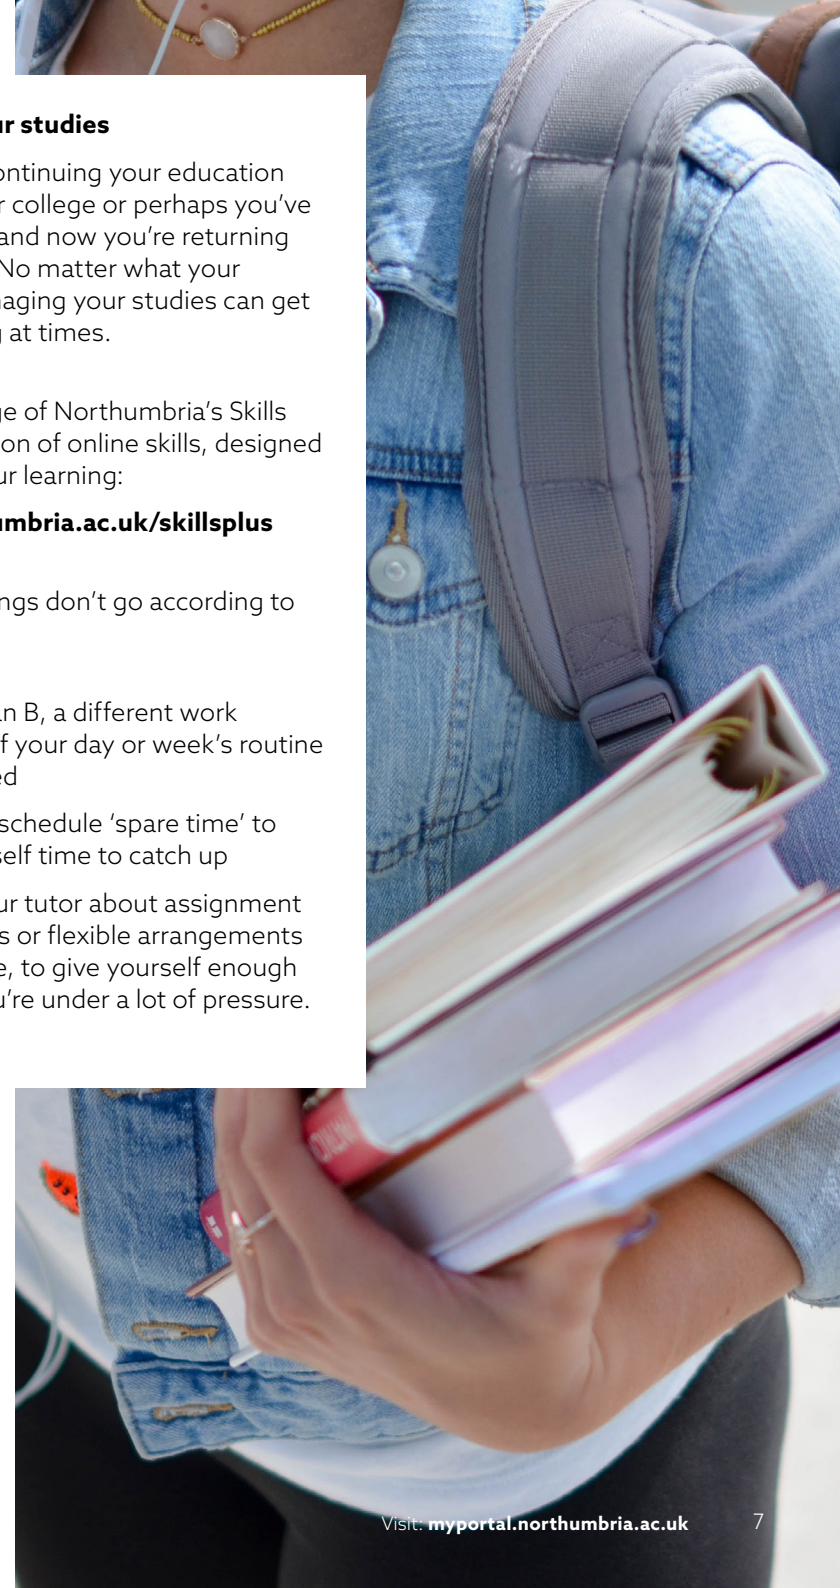 r studies
ontinuing your education
r college or perhaps you’ve
and now you’re returning
No matter what your
naging your studies can get
g at times.
ge of Northumbria’s Skills
on of online skills, designed
ur learning:
umbria.ac.uk/skillsplus
ngs don’t go according to
an B, a different work
f your day or week’s routine
ed
schedule ‘spare time’ to
self time to catch up
ur tutor about assignment
s or flexible arrangements
e, to give yourself enough
u’re under a lot of pressure.
Visit: myportal.northumbria.ac.uk 7